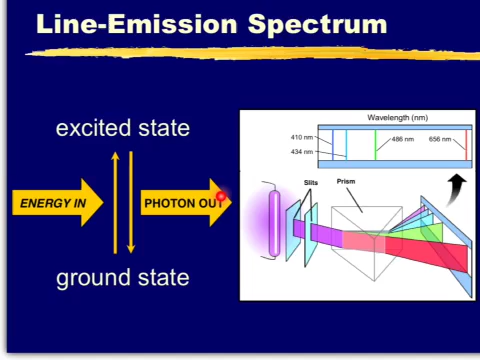 Line-Emission Spectrum
excited state
ENERGY IN
PHOTON OUT
ground state
Wavelength (nm)
410 nm
434 nm
486 nm
656 nm
Slits
Prism